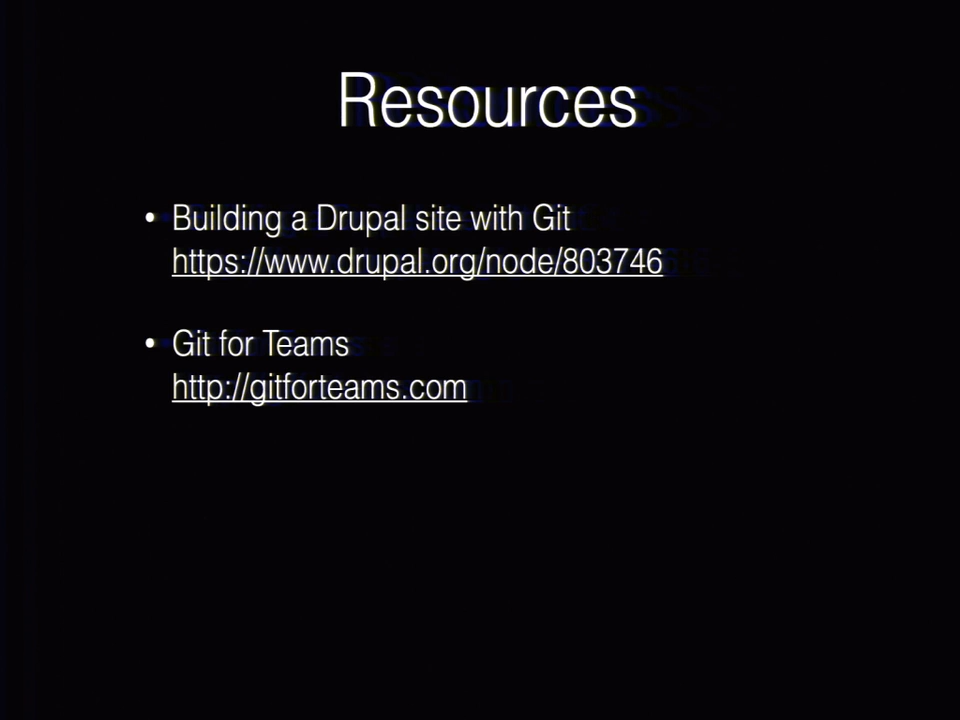 Resources
• Building a Drupal site with Git
https://www.drupal.org/node/803746
• Git for Teams
http://gitforteams.com